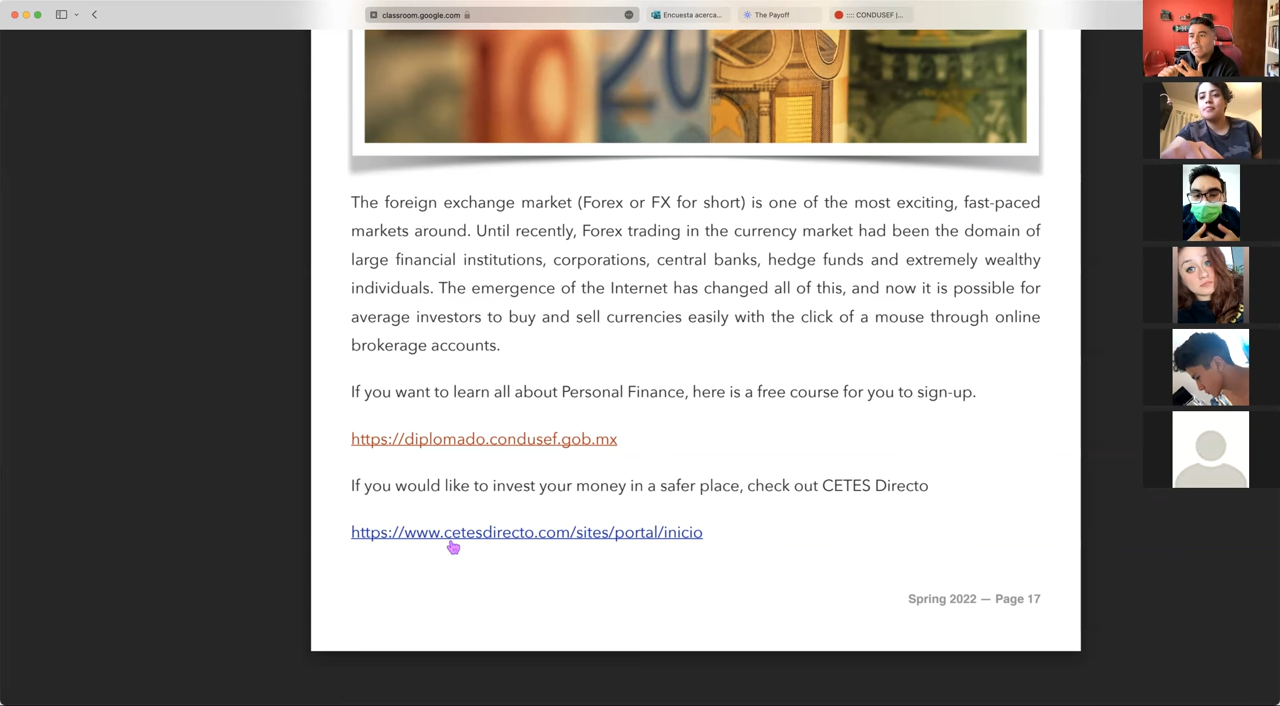 classroom.google.com
Encuesta acerca...
The Payoff
:::: CONDUSEF |...
20
50
The foreign exchange market (Forex or FX for short) is one of the most exciting, fast-paced
markets around. Until recently, Forex trading in the currency market had been the domain of
large financial institutions, corporations, central banks, hedge funds and extremely wealthy
individuals. The emergence of the Internet has changed all of this, and now it is possible for
average investors to buy and sell currencies easily with the click of a mouse through online
brokerage accounts.
If you want to learn all about Personal Finance, here is a free course for you to sign-up.
https://diplomado.condusef.gob.mx
If you would like to invest your money in a safer place, check out CETES Directo
https://www.cetesdirecto.com/sites/portal/inicio
Spring 2022 — Page 17